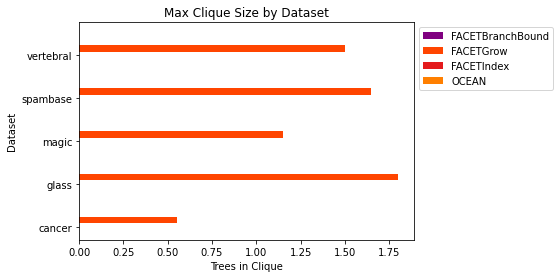 Max Clique Size by Dataset
FACETBranchBound
FACETGrow
FACETIndex
OCEAN
Dataset
vertebral
spambase
magic
glass
cancer
0.00 0.25 0.50 0.75 1.00 1.25 1.50 1.75
Trees in Clique